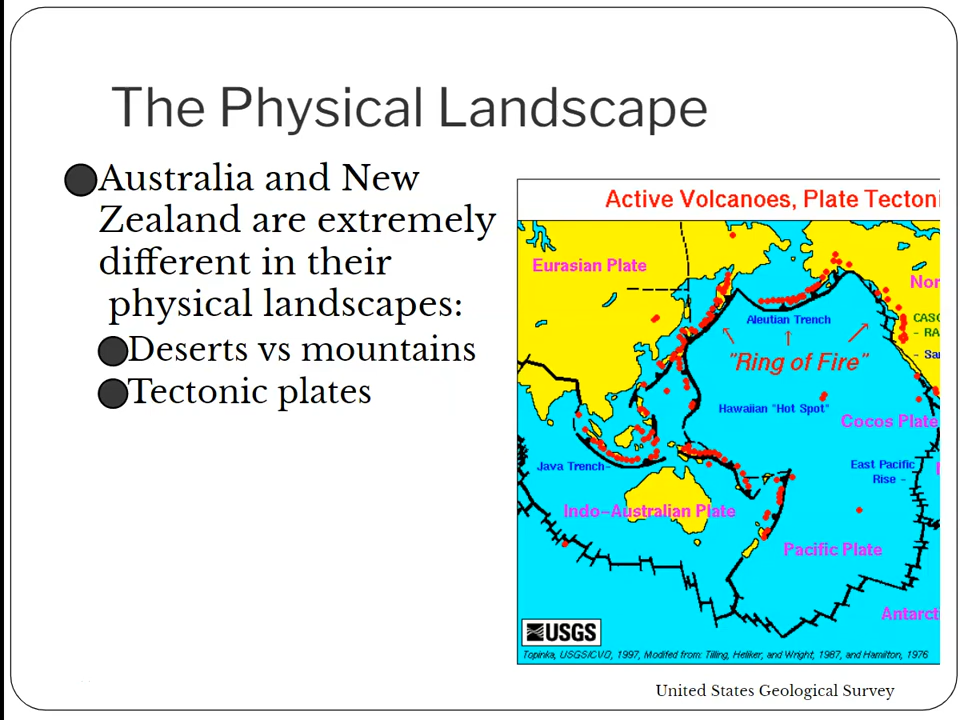 The Physical Landscape
Australia and New
Zealand are extremely
different in their
physical landscapes:
Deserts vs mountains
Tectonic plates
Active Volcanoes, Plate Tectoni
Eurasian Plate
Nor
Aleutian Trench
CASC
- RA
"Ring of Fire"
- Sa
Hawaiian "Hot Spot"
Cocos Plate
Java Trench
East Pacific
Rise -
Indo-Australian Plate
Pacific Plate
Antarct
USGS
Topinka, USGS/CVO, 1997, Modified from: Tilling, Heliker, and Wright, 1987, and Hamilton, 1976
United States Geological Survey